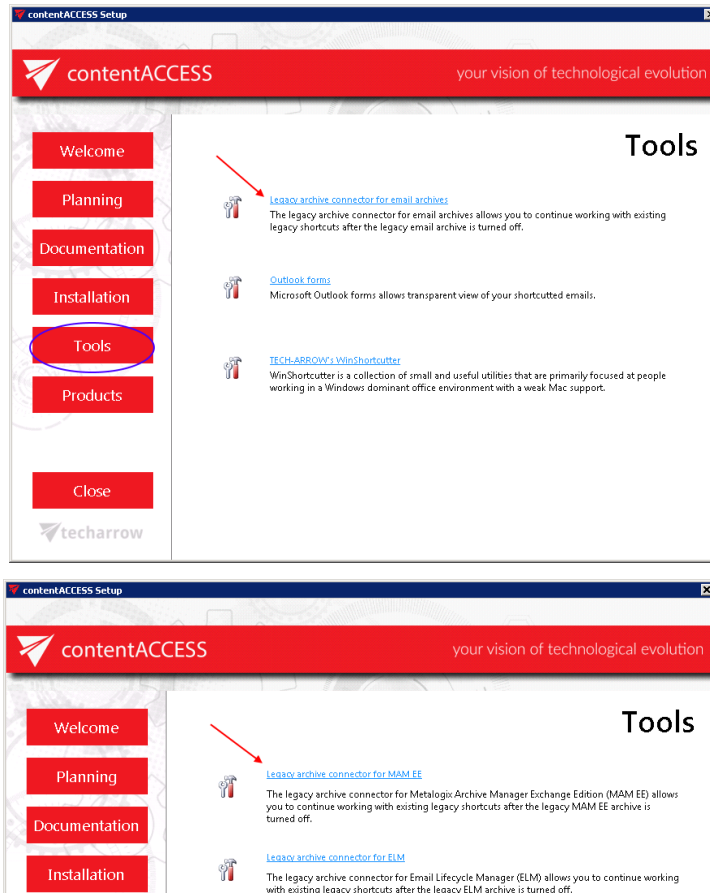 contentACCESS Setup
contentACCESS
your vision of technological evolution
Welcome
Planning
Documentation
Installation
Tools
Products
Close
techarrow
Tools
Legacy archive connector for email archives
The legacy archive connector for email archives allows you to continue working with existing
legacy shortcuts after the legacy email archive is turned off.
Outlook forms
Microsoft Outlook forms allows transparent view of your shortcutted emails.
TECH-ARROW's WinShortcutter
WinShortcutter is a collection of small and useful utilities that are primarily focused at people
working in a Windows dominant office environment with a weak Mac support.
contentACCESS Setup
contentACCESS
your vision of technological evolution
Welcome
Planning
Documentation
Installation
Tools
Legacy archive connector for MAM EE
The legacy archive connector for Metalogix Archive Manager Exchange Edition (MAM EE) allows
you to continue working with existing legacy shortcuts after the legacy MAM EE archive is
turned off.
Legacy archive connector for ELM
The legacy archive connector for Email Lifecycle Manager (ELM) allows you to continue working
with existing legacy shortcuts after the legacy ELM archive is turned off.